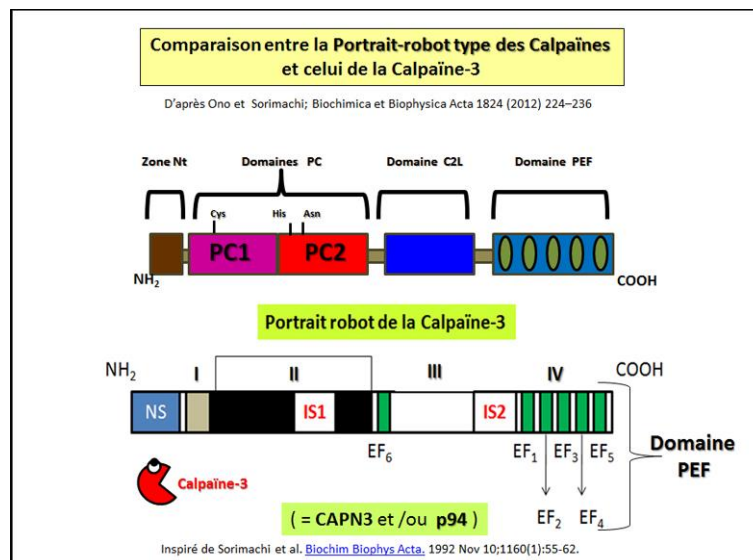 Comparaison entre la Portrait-robot type des Calpaïnes
et celui de la Calpaïne-3
D'après Ono et Sorimachi; Biochimica et Biophysica Acta 1824 (2012) 224–236
Zone Nt Domaines PC Domaine C2L Domaine PEF
Cys His Asn
PC1 PC2
NH2 COOH
Portrait robot de la Calpaïne-3
NH2 I II III IV COOH
NS IS1 IS2
EF6 EF1 EF3 EF5
Domaine
PEF
Calpaïne-3
EF2 EF4
( = CAPN3 et /ou p94 )
Inspiré de Sorimachi et al. Biochim Biophys Acta. 1992 Nov 10;1160(1):55-62.